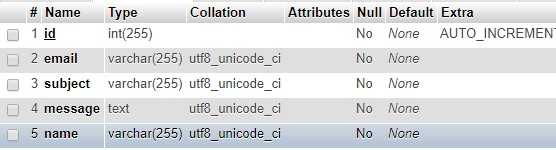 # Name Type Collation Attributes Null Default Extra
1 id int(255) No None AUTO_INCREMENT
2 email varchar(255) utf8_unicode_ci No None
3 subject varchar(255) utf8_unicode_ci No None
4 message text utf8_unicode_ci No None
5 name varchar(255) utf8_unicode_ci No None